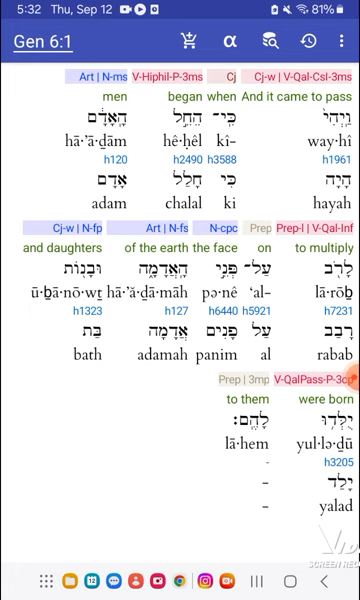 5:32 Thu, Sep 12 81%
Gen 6:1 α
Art | N-ms V-Hiphil-P-3ms Cj Cj-w | V-Qal-CsI-3ms
men began when And it came to pass
וַֽיְהִי֙ כִּֽי־ הֵחֵ֣ל הָֽאָדָ֔ם
hā·’ā·ḏām hê·ḥêl kî- way·hî
h120 h2490 h3588 h1961
הָיָה כִּי חָלַל אָדָם
adam chalal ki hayah
Cj-w | N-fp Art | N-fs N-cpc Prep Prep-l | V-Qal-Inf
and daughters of the earth the face on to multiply
לָרֹ֖ב עַל־ פְּנֵ֣י הָֽאֲדָמָ֑ה וּבָנ֖וֹת
ū·ḇā·nō·wṯ hā·’ă·ḏā·māh pə·nê ‘al- lā·rōḇ
h1323 h127 h6440 h5921 h7231
רָבַב עַל פָּנִים אֲדָמָה בַּת
bath adamah panim al rabab
Prep | 3mp V-QalPass-P-3cp
to them were born
יֻלְּד֥וּ לָהֶֽם׃
lā·hem yul·lə·ḏū
- h3205
יָלַד -
- yalad
SCREEN REC